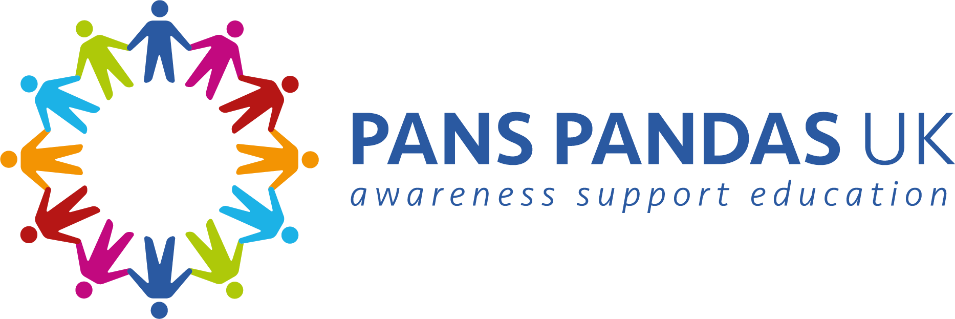 PANS PANDAS UK
awareness support education